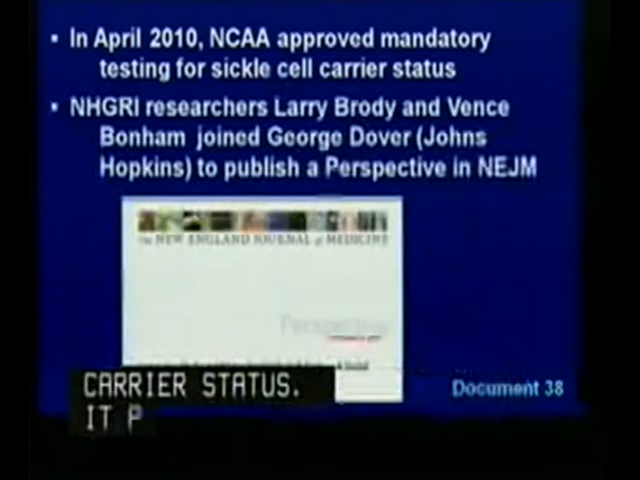 ▪ In April 2010, NCAA approved mandatory
testing for sickle cell carrier status
▪ NHGRI researchers Larry Brody and Vence
Bonham joined George Dover (Johns
Hopkins) to publish a Perspective in NEJM
The NEW ENGLAND JOURNAL of MEDICINE
Perspective
CARRIER STATUS.
IT P
Document 38